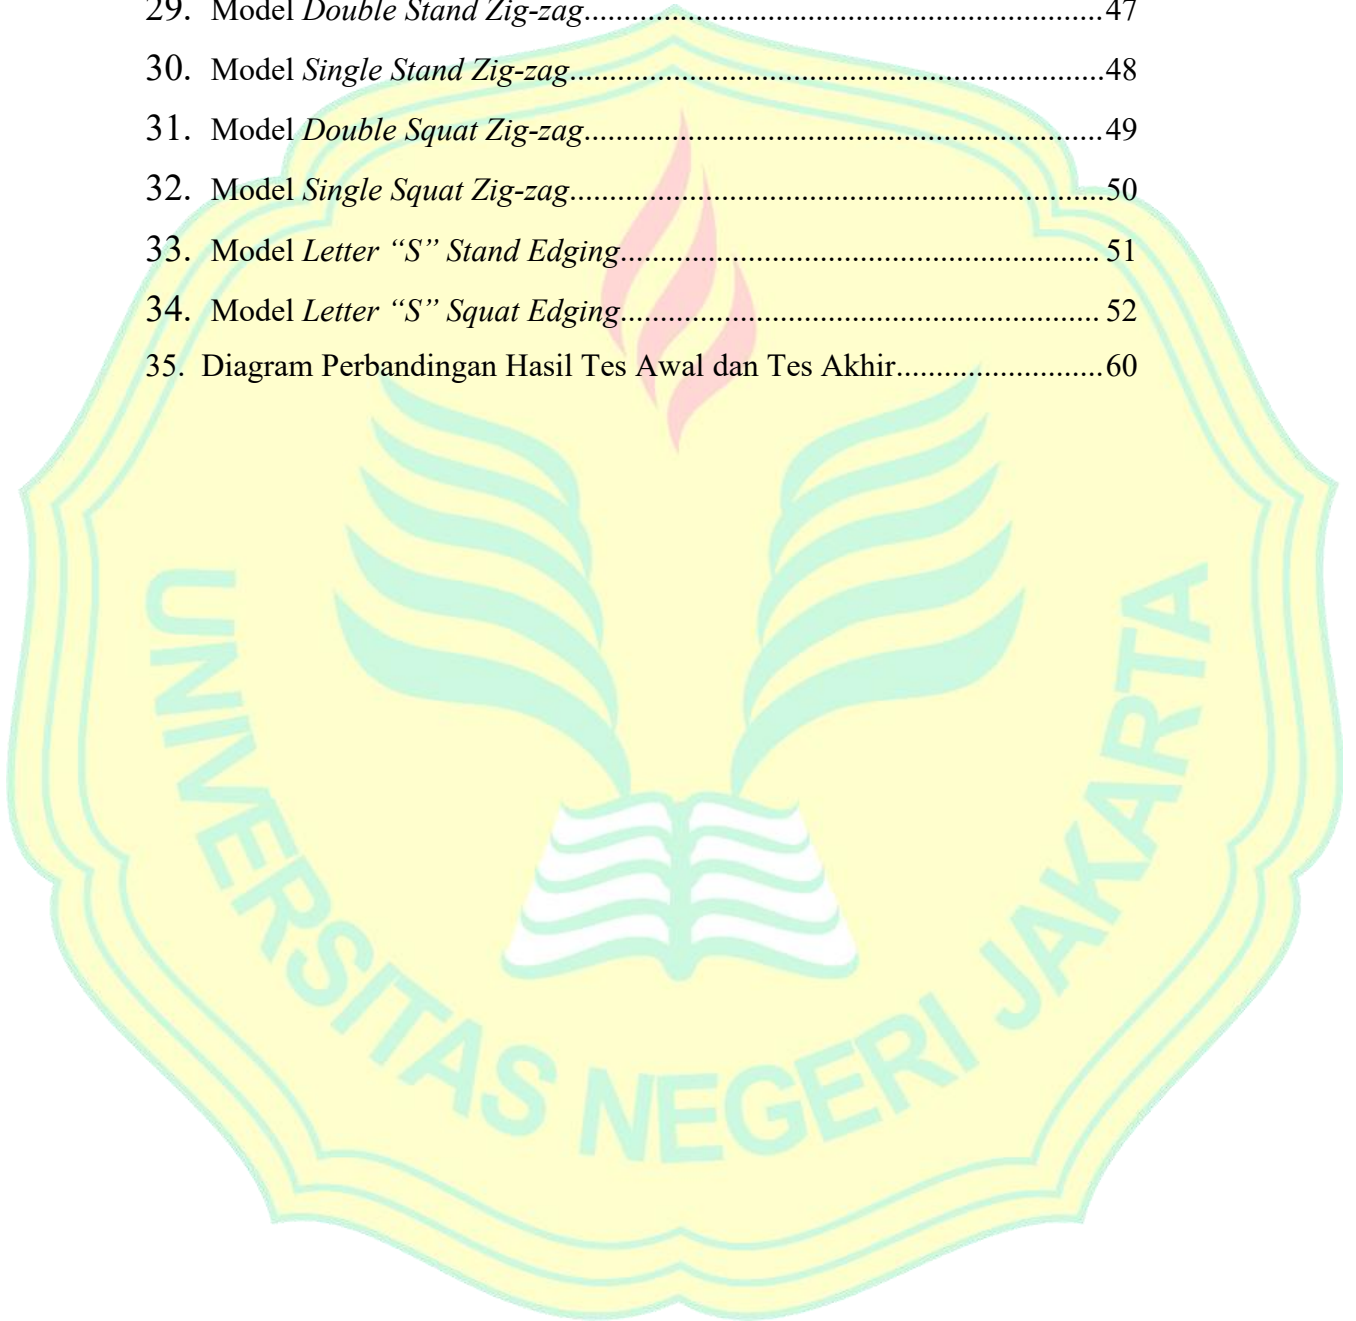 29. Model Double Stand Zig-zag................................................................47
30. Model Single Stand Zig-zag..................................................................48
31. Model Double Squat Zig-zag................................................................49
32. Model Single Squat Zig-zag..................................................................50
33. Model Letter “S” Stand Edging........................................................... 51
34. Model Letter “S” Squat Edging........................................................... 52
35. Diagram Perbandingan Hasil Tes Awal dan Tes Akhir.........................60
UNIVERSITAS NEGERI JAKARTA